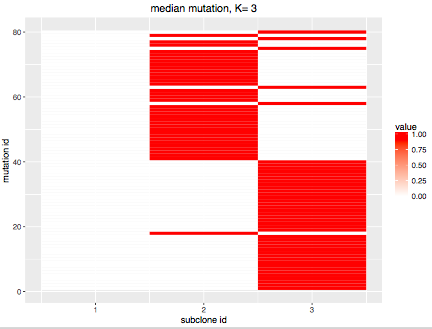 median mutation, K= 3
80
60
40
20
0
mutation id
1 2 3
subclone id
value
1.00
0.75
0.50
0.25
0.00